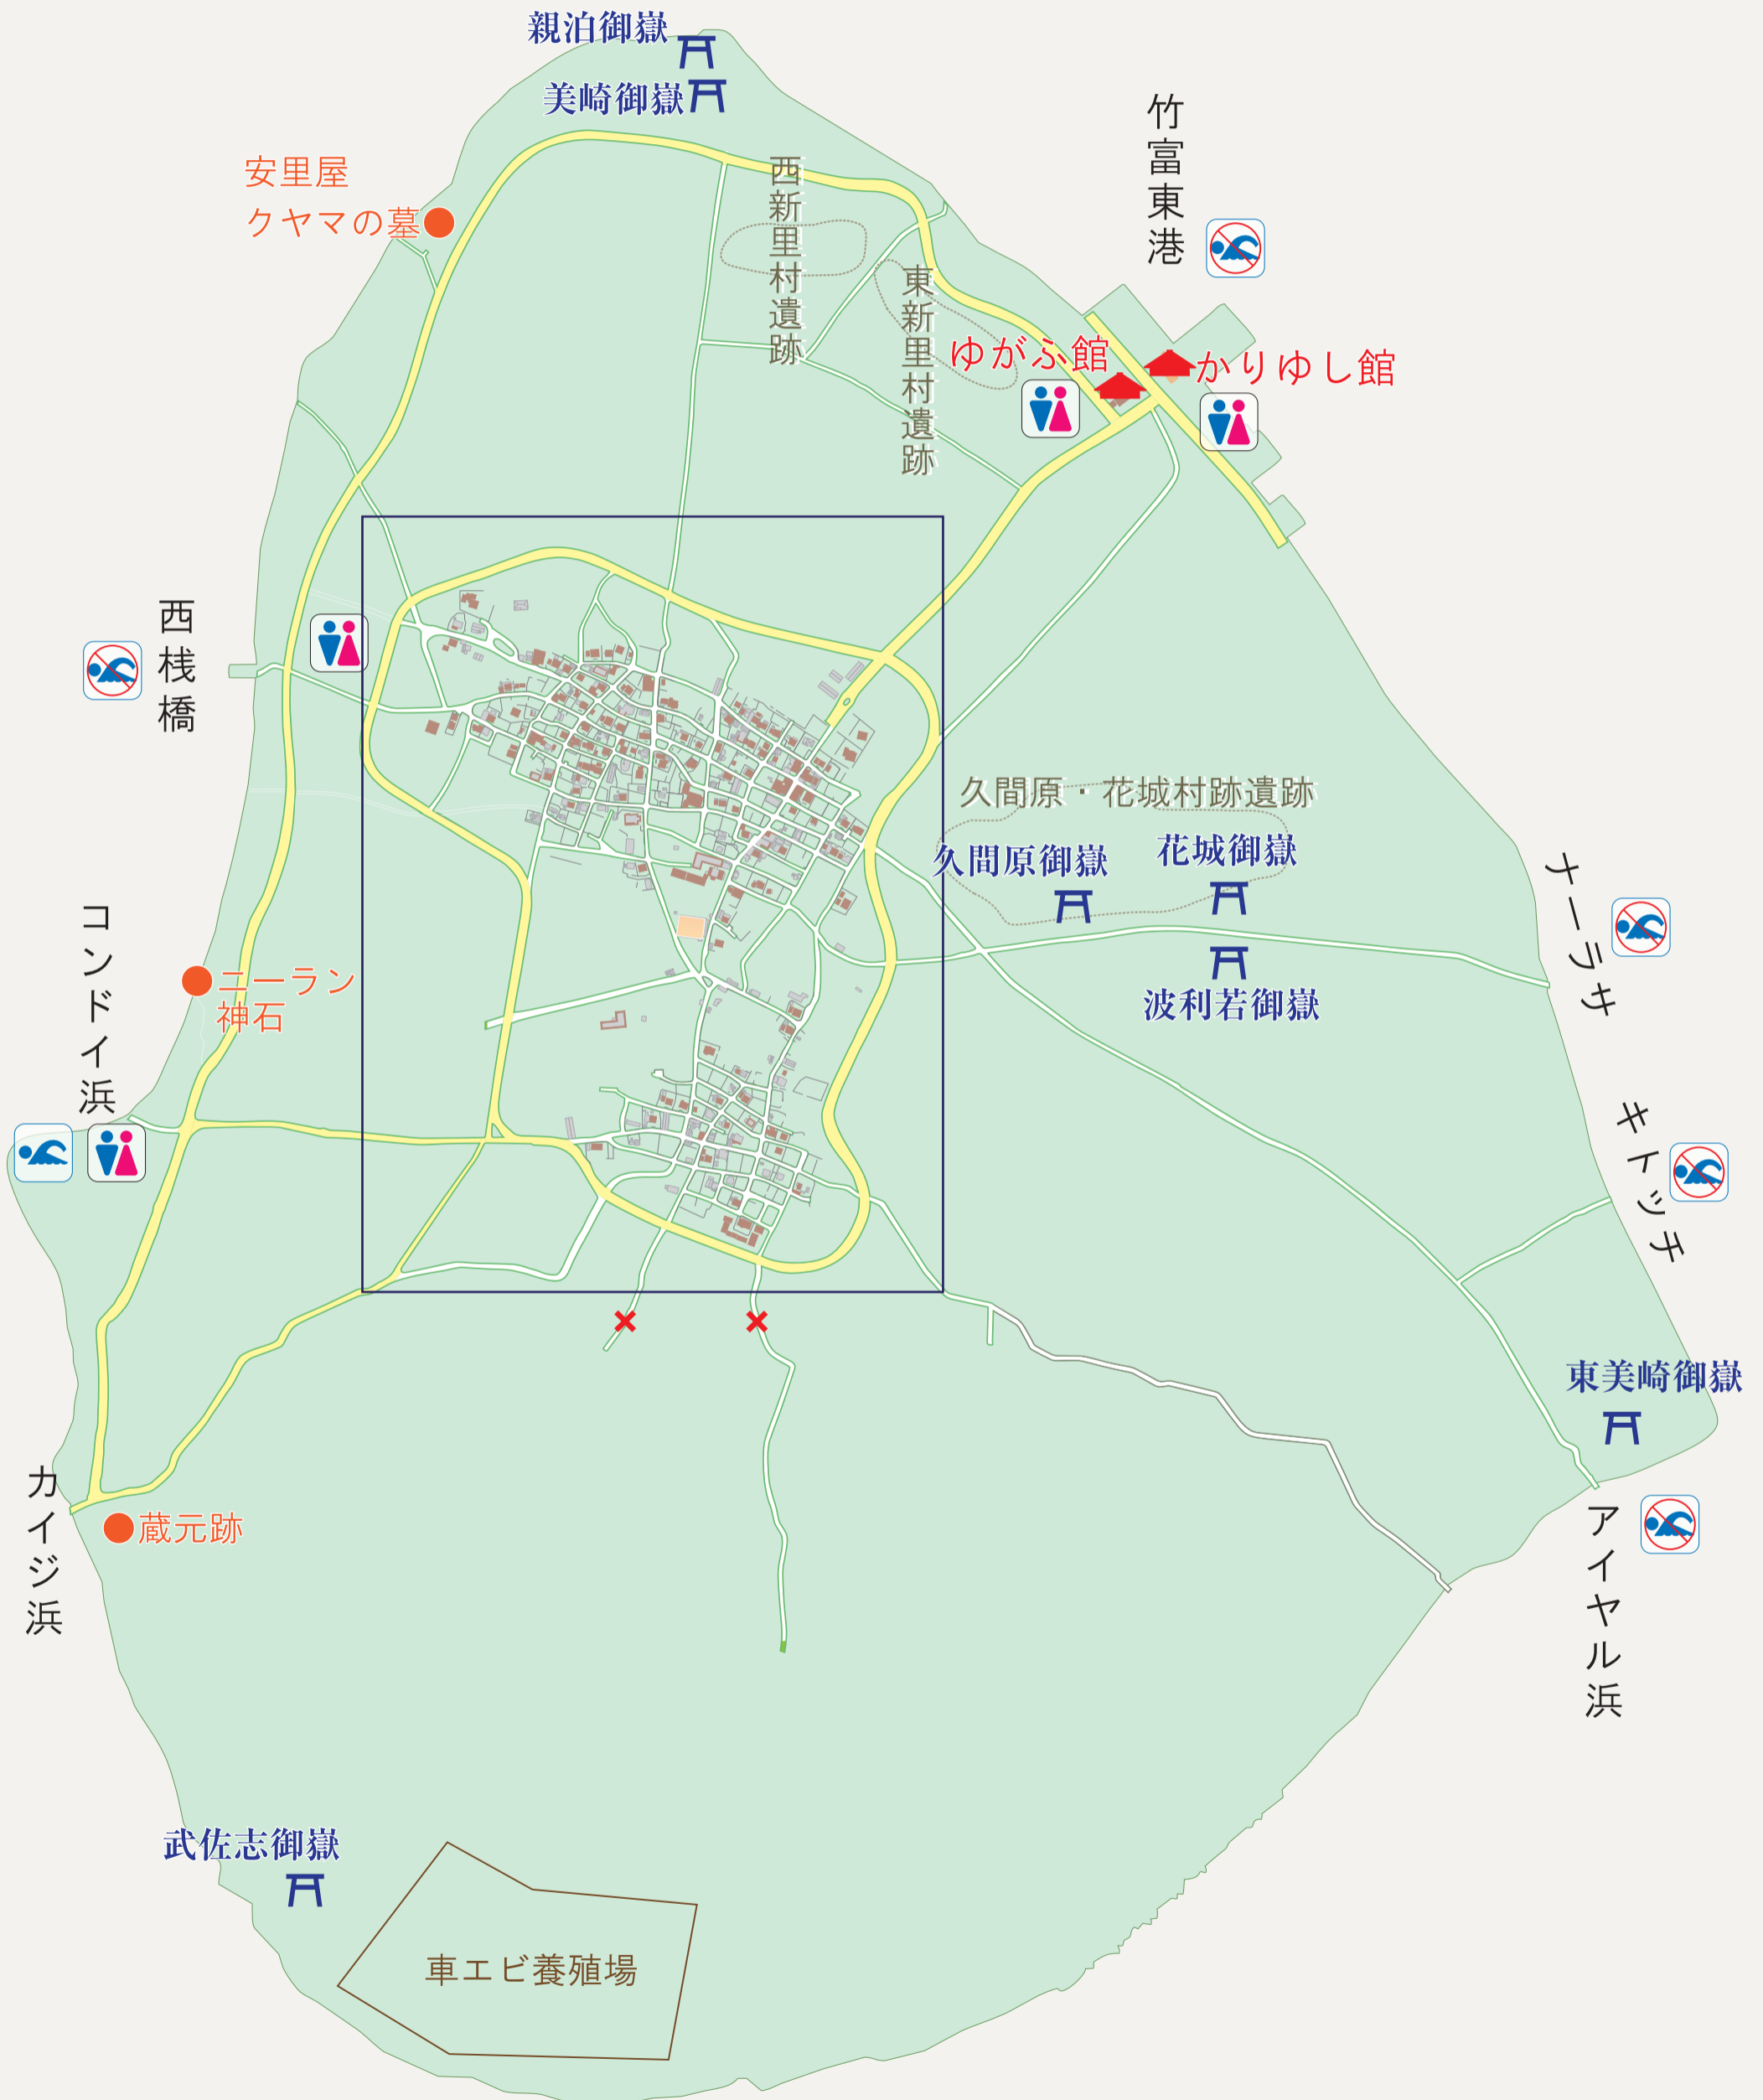 親泊御嶽
美崎御嶽
竹富東港
安里屋
クヤマの墓
西新里村遺跡
東新里村遺跡
ゆがふ館
かりゆし館
西桟橋
久間原・花城村跡遺跡
久間原御嶽
花城御嶽
波利若御嶽
ナーラサ
コンドイ浜
ニーラン
神石
キトッチ
東美崎御嶽
カイジ浜
蔵元跡
アイヤル浜
武佐志御嶽
車エビ養殖場